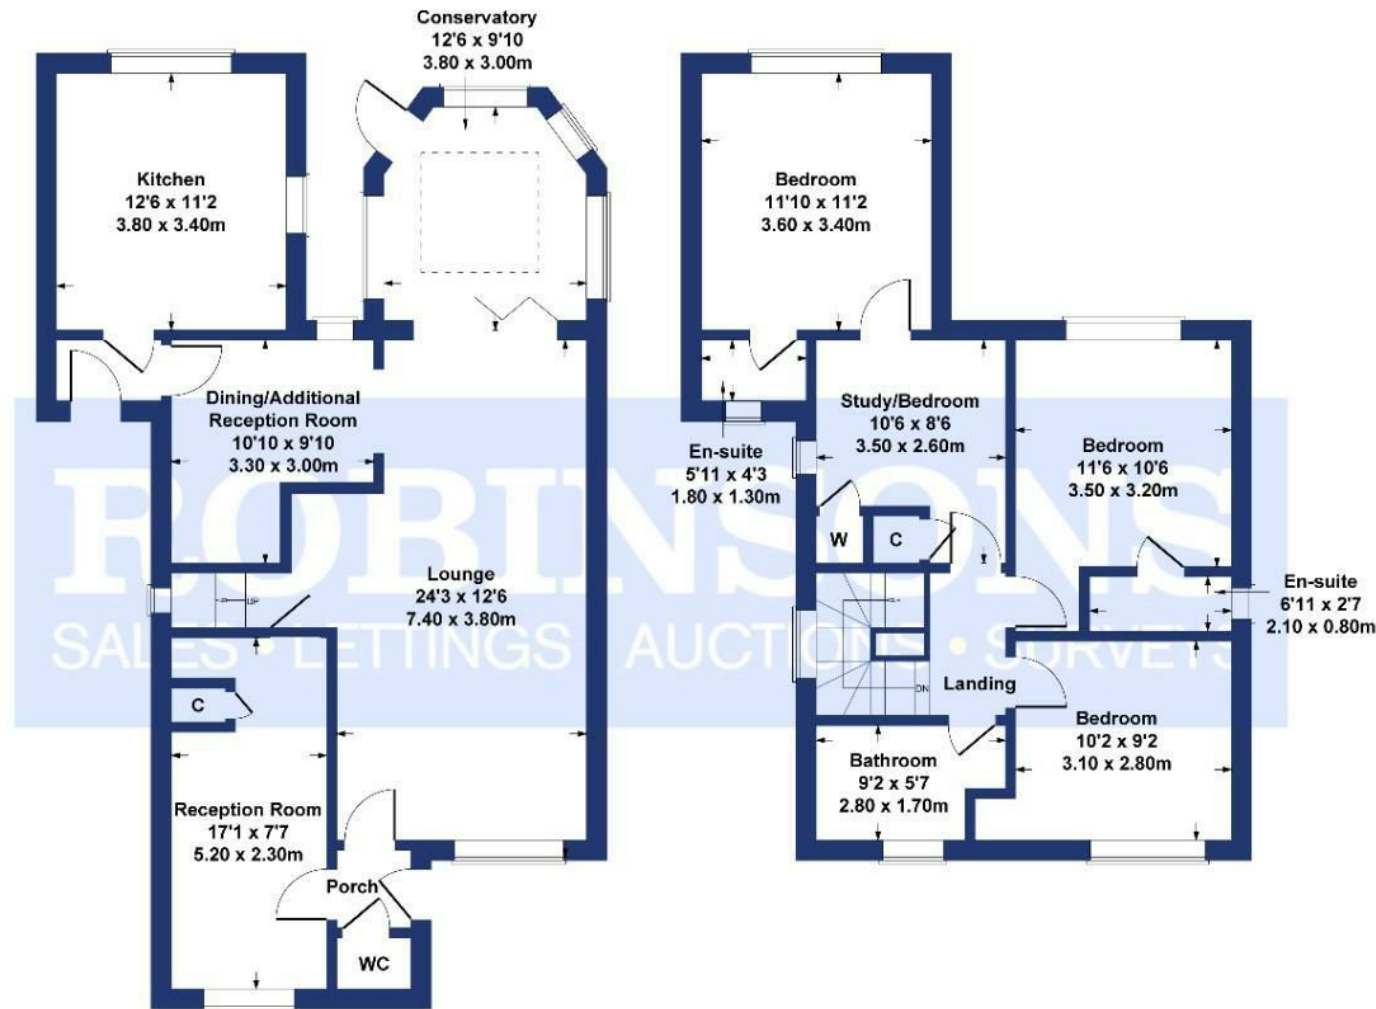 Conservatory
12'6 x 9'10
3.80 x 3.00m
Kitchen
12'6 x 11'2
3.80 x 3.40m
Dining/Additional
Reception Room
10'10 x 9'10
3.30 x 3.00m
UP
Lounge
24'3 x 12'6
7.40 x 3.80m
C
Reception Room
17'1 x 7'7
5.20 x 2.30m
Porch
WC
Bedroom
11'10 x 11'2
3.60 x 3.40m
En-suite
5'11 x 4'3
1.80 x 1.30m
Study/Bedroom
10'6 x 8'6
3.50 x 2.60m
Bedroom
11'6 x 10'6
3.50 x 3.20m
W
C
En-suite
6'11 x 2'7
2.10 x 0.80m
DN
Landing
Bathroom
9'2 x 5'7
2.80 x 1.70m
Bedroom
10'2 x 9'2
3.10 x 2.80m
ROBINSONS
SALES • LETTINGS AUCTIONS • SURVEYS